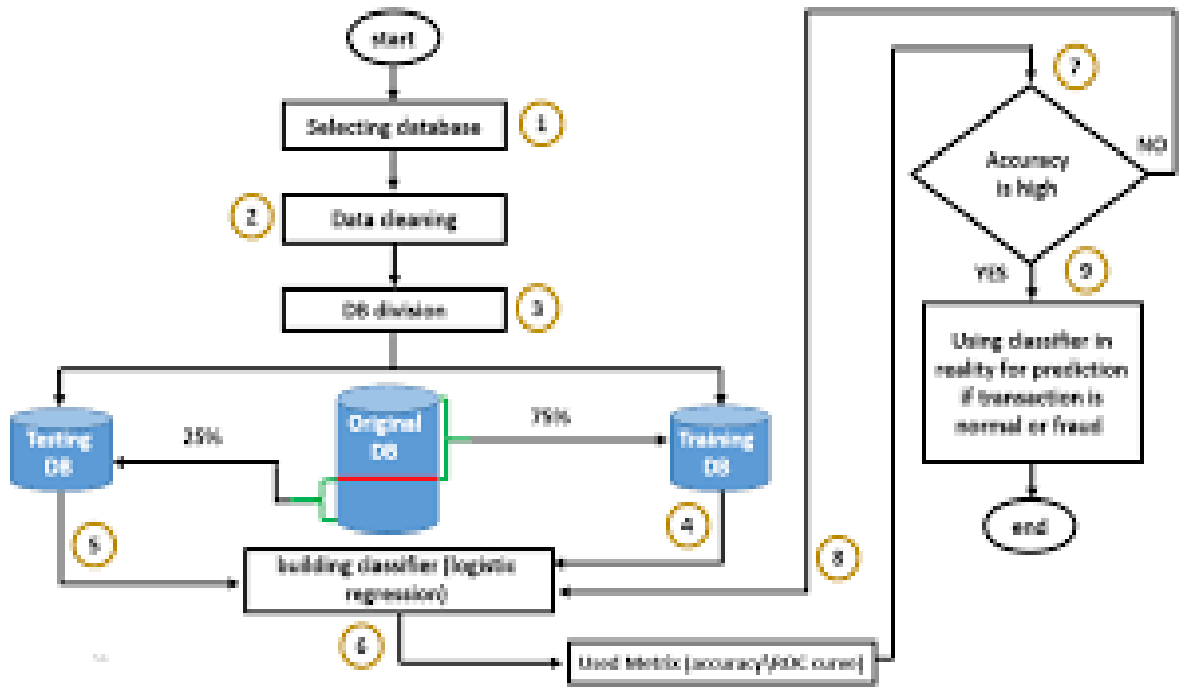 start
Selecting database
1
2
Data cleaning
DB division
3
Testing
DB
25%
Original
DB
75%
Training
DB
4
5
building classifier (logistic
regression)
6
Used Metrix (accuracy\ROC curve)
7
Accuracy
is high
NO
8
YES
9
Using classifier in
reality for prediction
if transaction is
normal or fraud
end